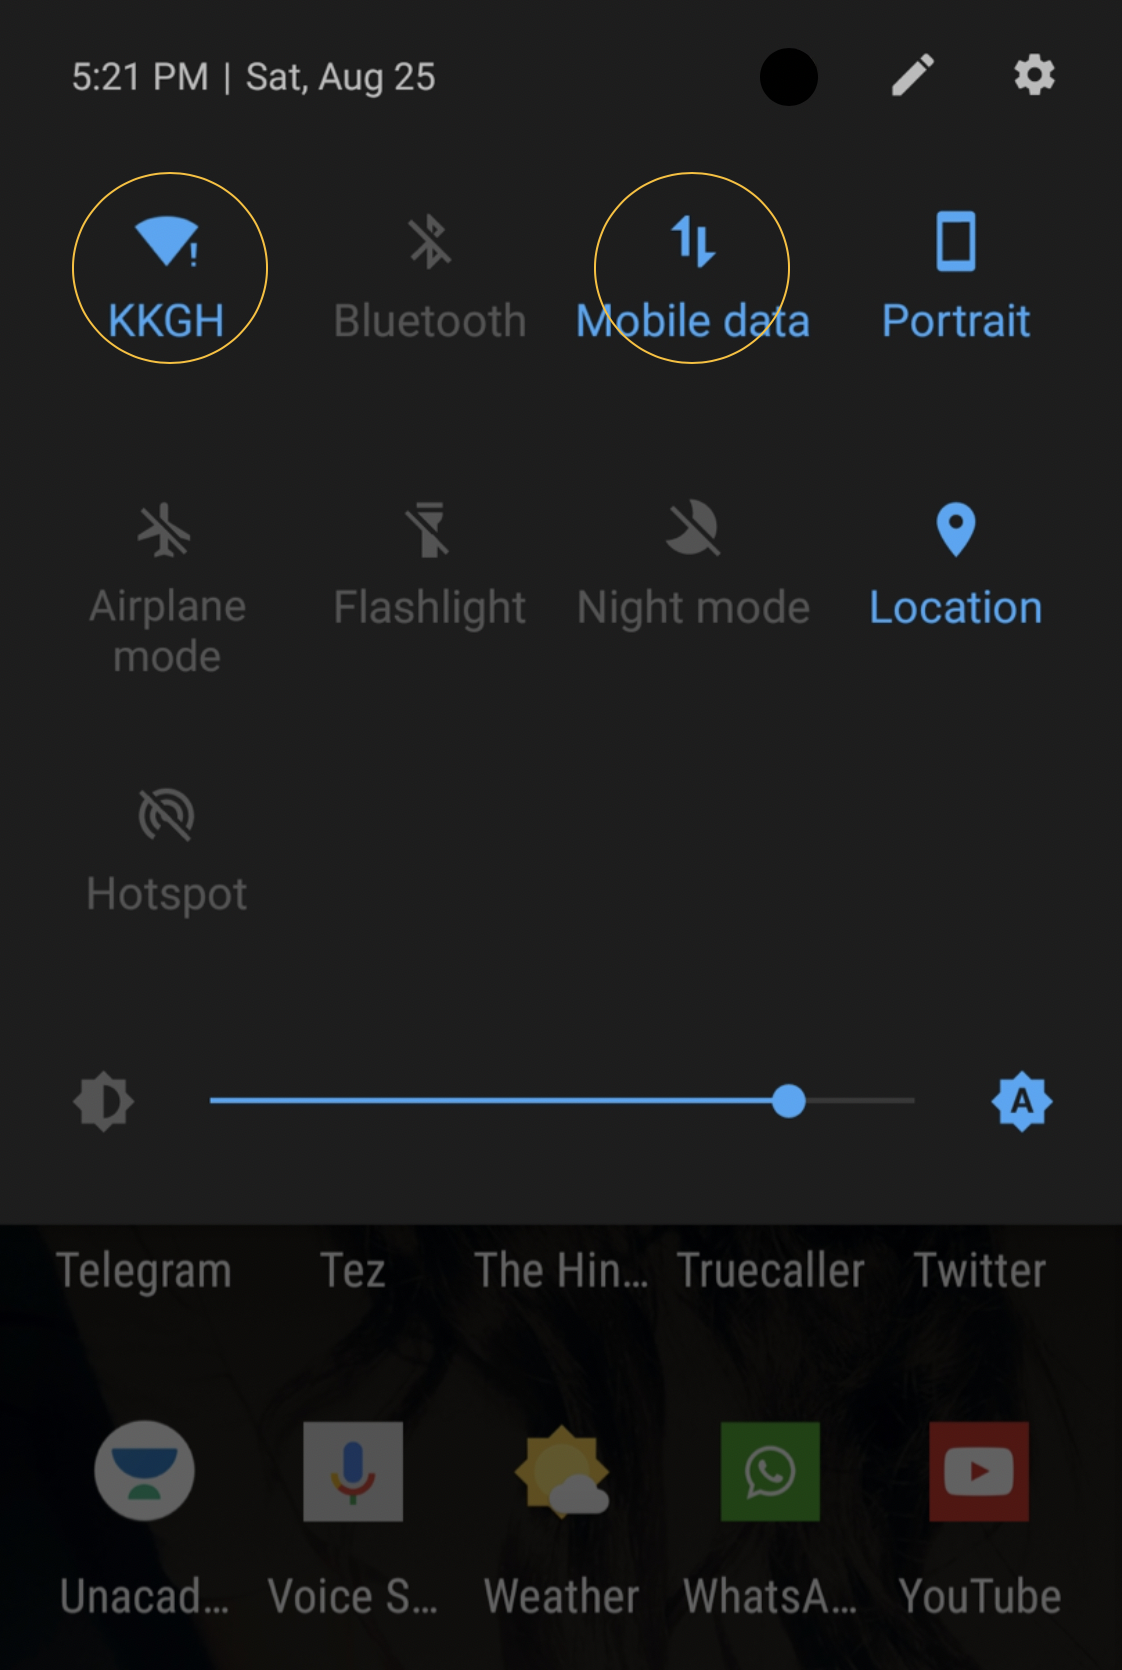 5:21 PM | Sat, Aug 25
KKGH Bluetooth Mobile data Portrait
Airplane mode Flashlight Night mode Location
Hotspot
A
Telegram Tez The Hin... Truecaller Twitter
Unacad... Voice S... Weather WhatsA... YouTube